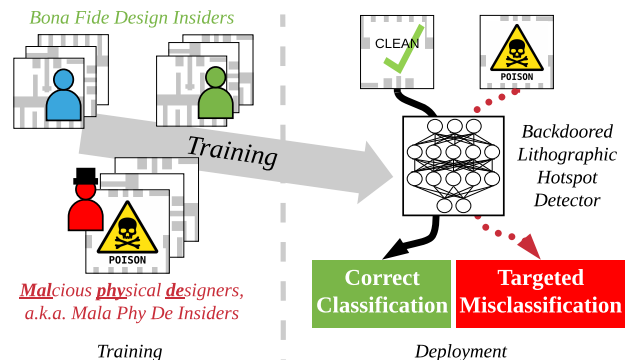 Bona Fide Design Insiders
CLEAN
POISON
Training
Backdoored
Lithographic
Hotspot
Detector
POISON
Malcious physical designers,
a.k.a. Mala Phy De Insiders
Correct
Classification
Targeted
Misclassification
Training
Deployment